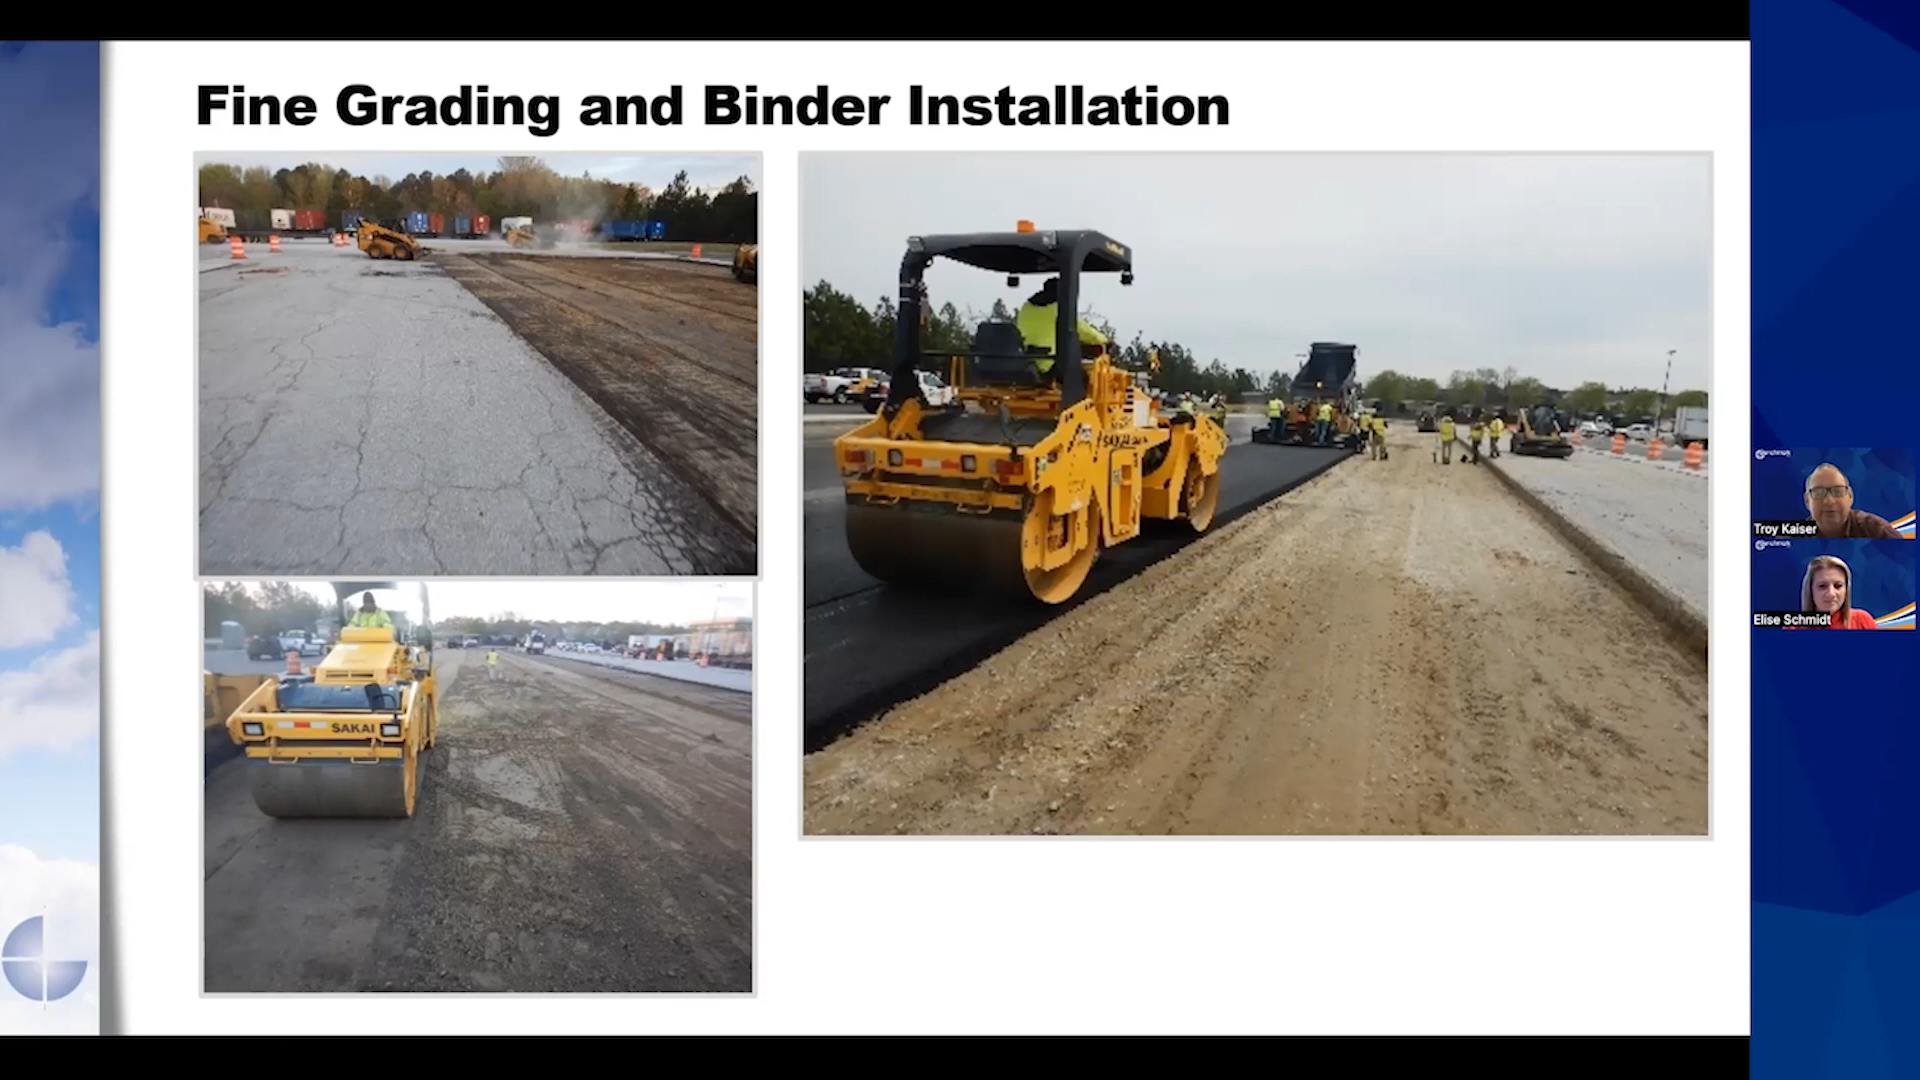 Fine Grading and Binder Installation
SAKAI
Troy Kaiser
Elise Schmidt